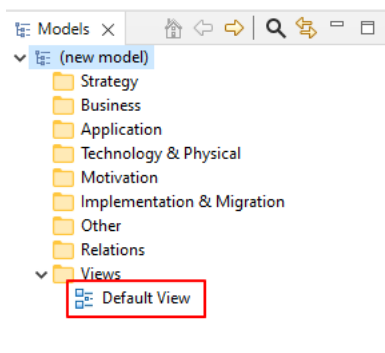 Models
(new model)
Strategy
Business
Application
Technology & Physical
Motivation
Implementation & Migration
Other
Relations
Views
Default View